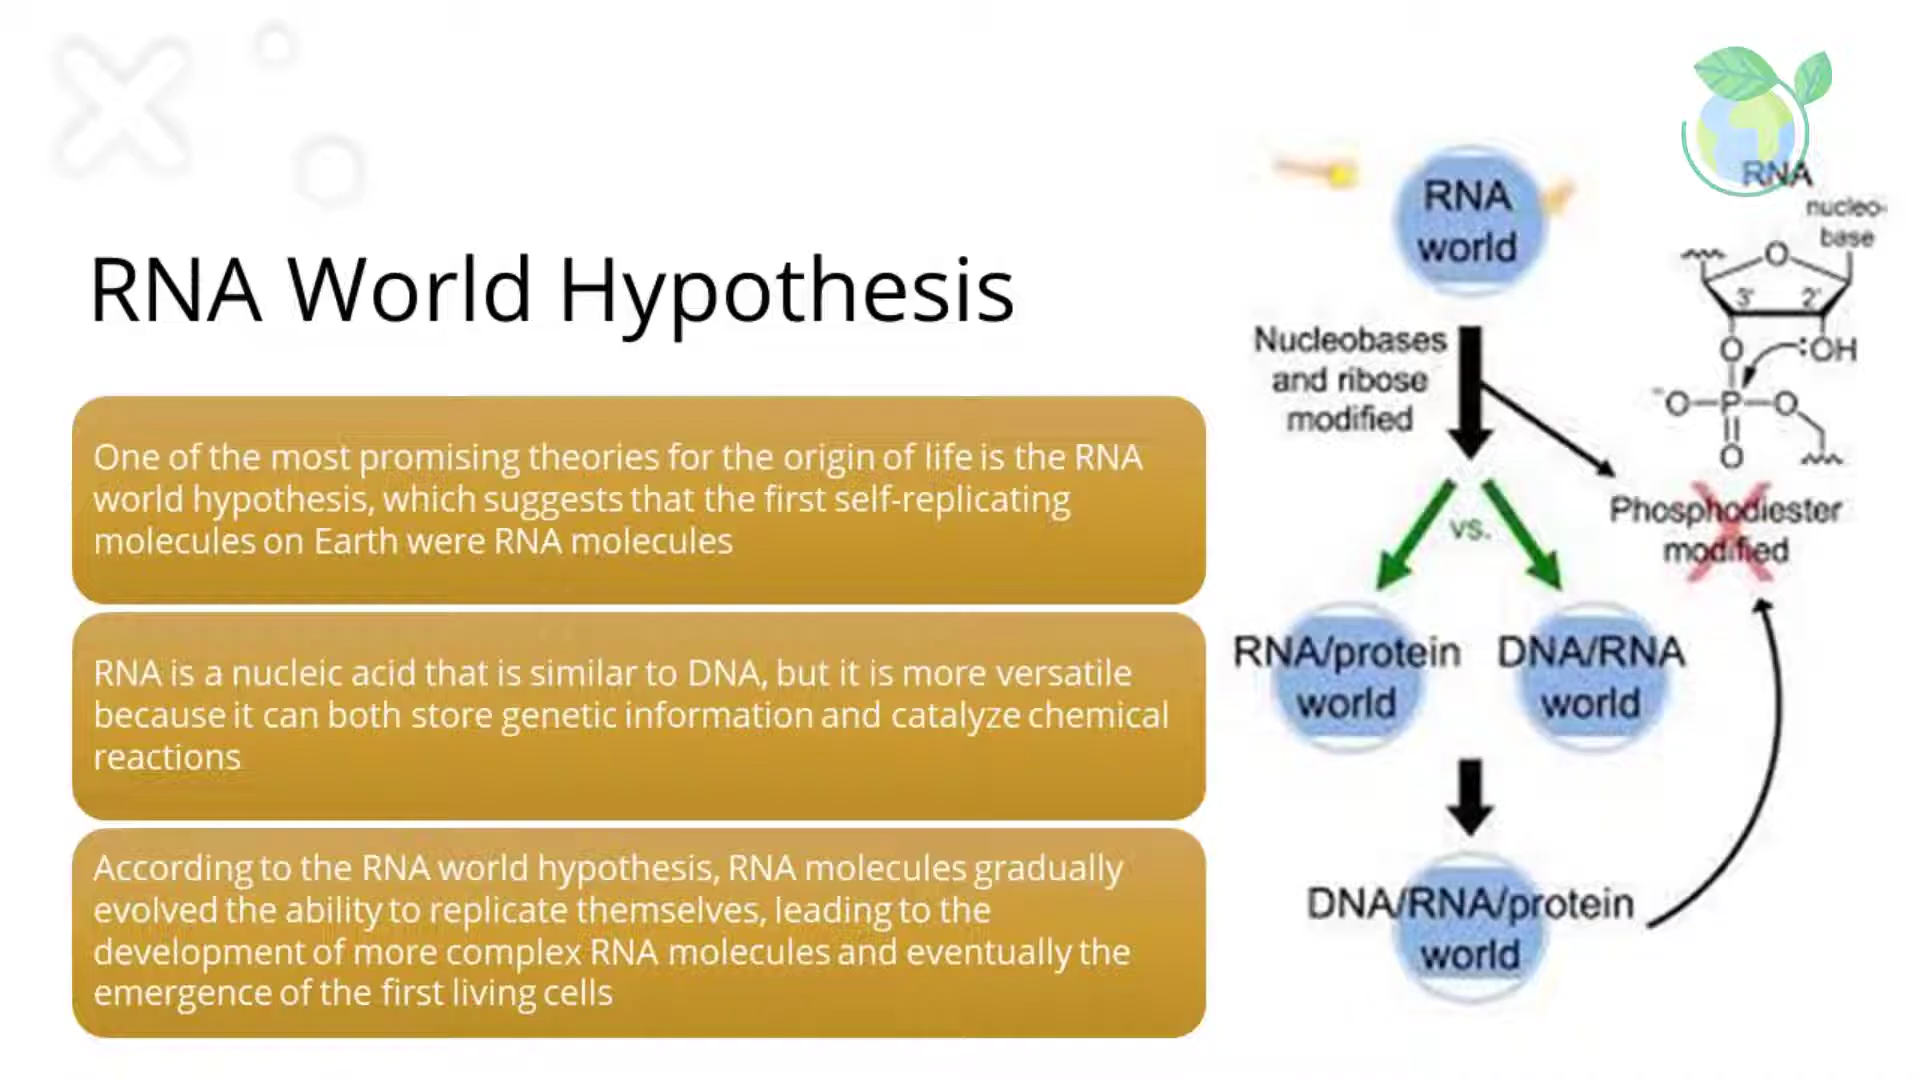 RNA World Hypothesis
One of the most promising theories for the origin of life is the RNA
world hypothesis, which suggests that the first self-replicating
molecules on Earth were RNA molecules
RNA is a nucleic acid that is similar to DNA, but it is more versatile
because it can both store genetic information and catalyze chemical
reactions
According to the RNA world hypothesis, RNA molecules gradually
evolved the ability to replicate themselves, leading to the
development of more complex RNA molecules and eventually the
emergence of the first living cells
RNA
world
Nucleobases
and ribose
modified
vs.
RNA/protein
world
DNA/RNA
world
DNA/RNA/protein
world
RNA
nucleo-
base
O
3' 2'
O :OH
⁻O P O
O
Phosphodiester
modified